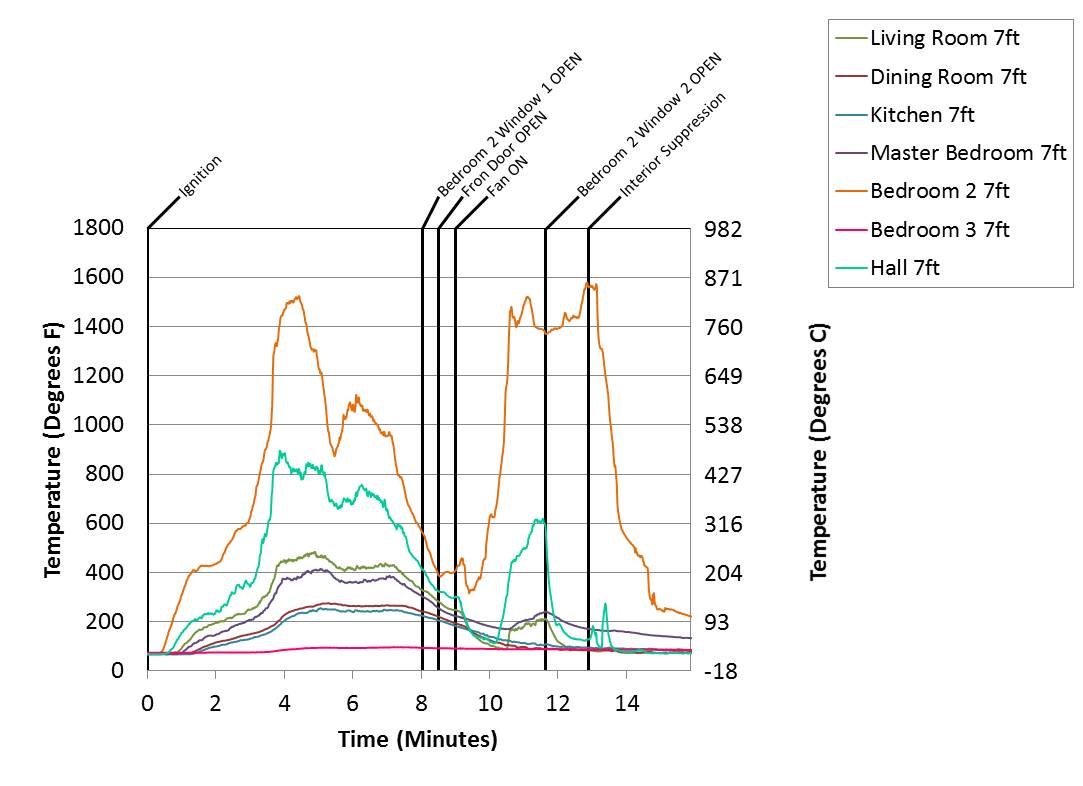 Living Room 7ft
Dining Room 7ft
Kitchen 7ft
Master Bedroom 7ft
Bedroom 2 7ft
Bedroom 3 7ft
Hall 7ft
Ignition
Bedroom 2 Window 1 OPEN
Fron Door OPEN
Fan ON
Bedroom 2 Window 2 OPEN
Interior Suppression
Temperature (Degrees F)
1800
1600
1400
1200
1000
800
600
400
200
0
982
871
760
649
538
427
316
204
93
-18
Temperature (Degrees C)
0 2 4 6 8 10 12 14
Time (Minutes)